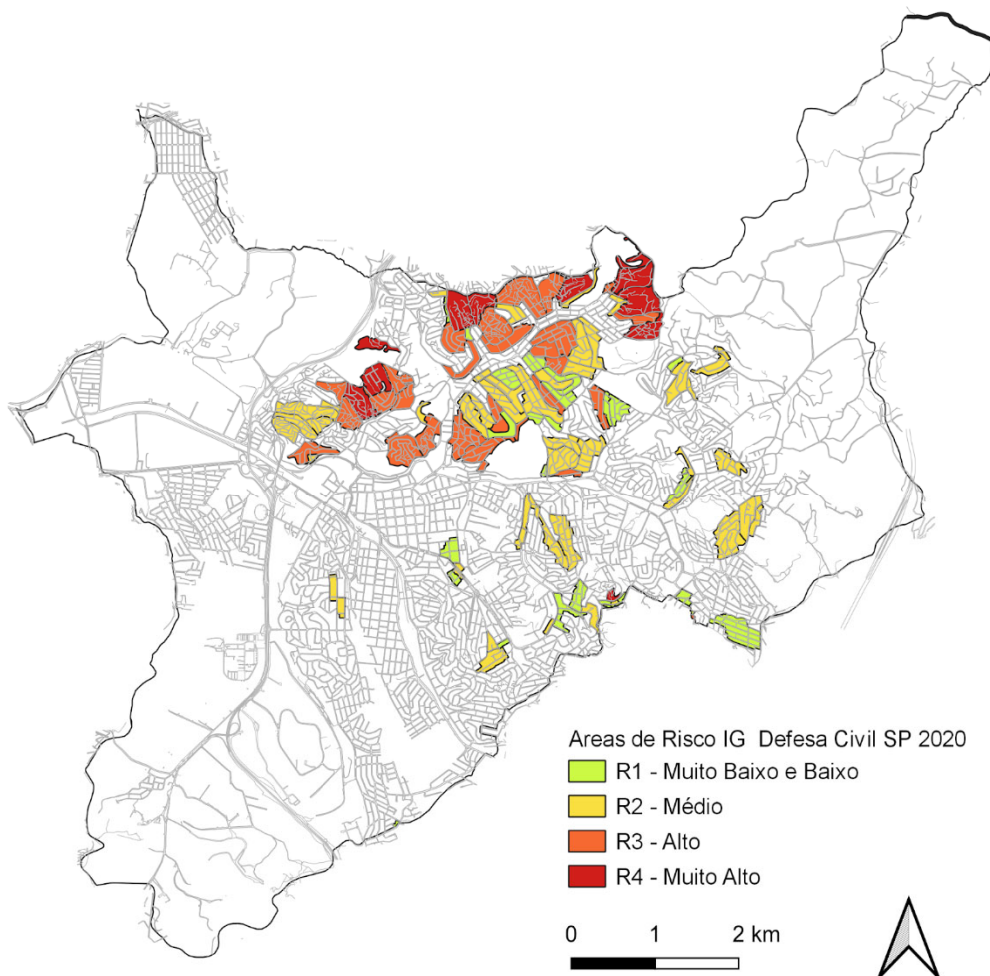 Areas de Risco IG Defesa Civil SP 2020
R1 - Muito Baixo e Baixo
R2 - Médio
R3 - Alto
R4 - Muito Alto
0 1 2 km